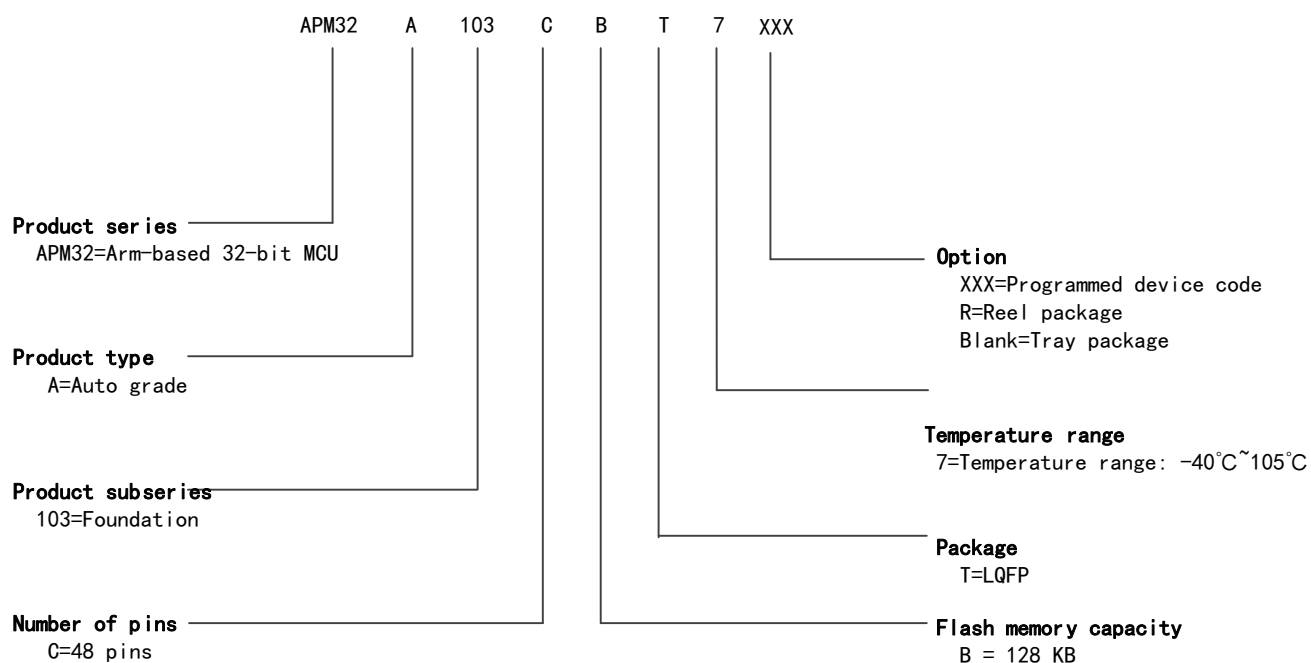 APM32 A 103 C B T 7 XXX
Product series
APM32=Arm-based 32-bit MCU
Product type
A=Auto grade
Product subseries
103=Foundation
Number of pins
C=48 pins
Option
XXX=Programmed device code
R=Reel package
Blank=Tray package
Temperature range
7=Temperature range: -40℃~105℃
Package
T=LQFP
Flash memory capacity
B = 128 KB